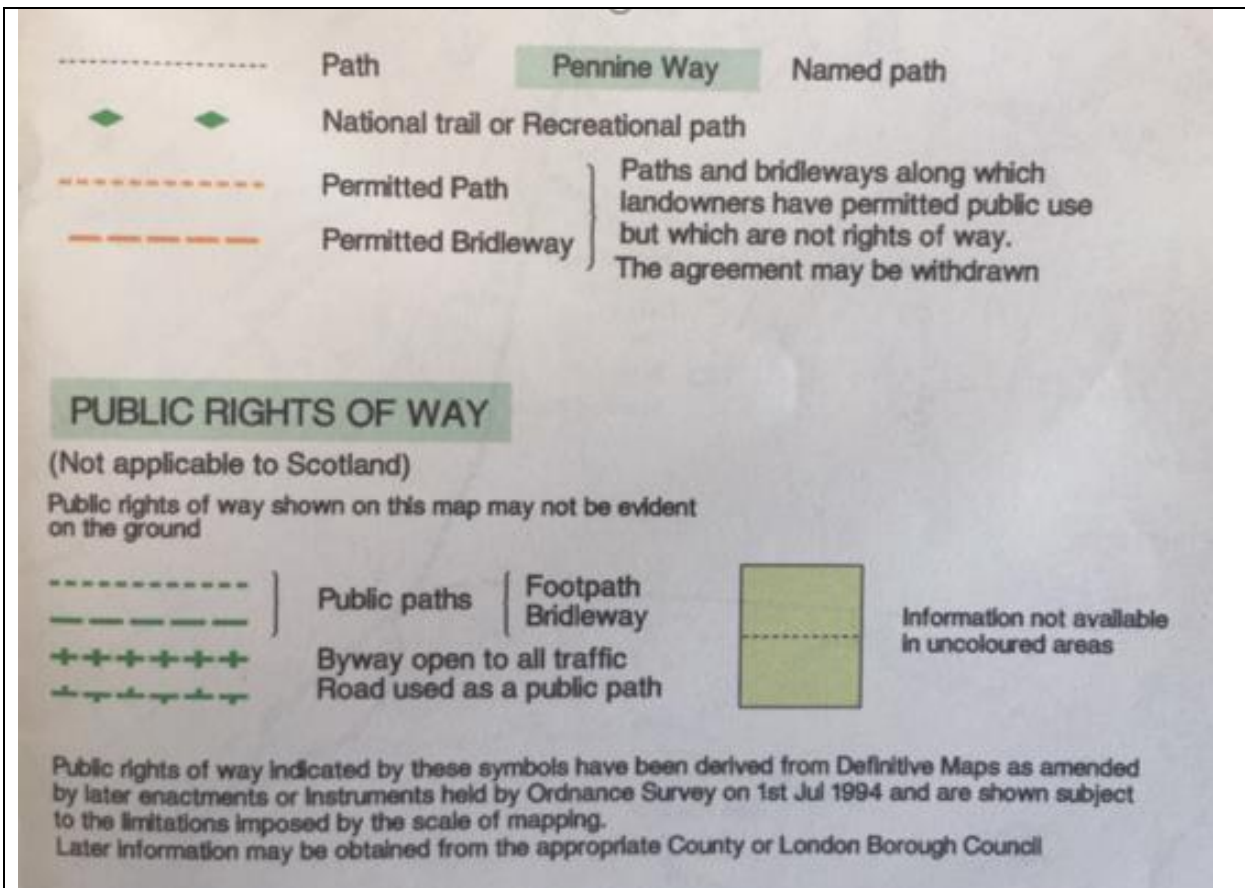 Path Pennine Way Named path
National trail or Recreational path
Permitted Path
Permitted Bridleway
Paths and bridleways along which
landowners have permitted public use
but which are not rights of way.
The agreement may be withdrawn
PUBLIC RIGHTS OF WAY
(Not applicable to Scotland)
Public rights of way shown on this map may not be evident
on the ground
Public paths
Footpath
Bridleway
Byway open to all traffic
Road used as a public path
Information not available
in uncoloured areas
Public rights of way indicated by these symbols have been derived from Definitive Maps as amended
by later enactments or Instruments held by Ordnance Survey on 1st Jul 1994 and are shown subject
to the limitations imposed by the scale of mapping.
Later information may be obtained from the appropriate County or London Borough Council